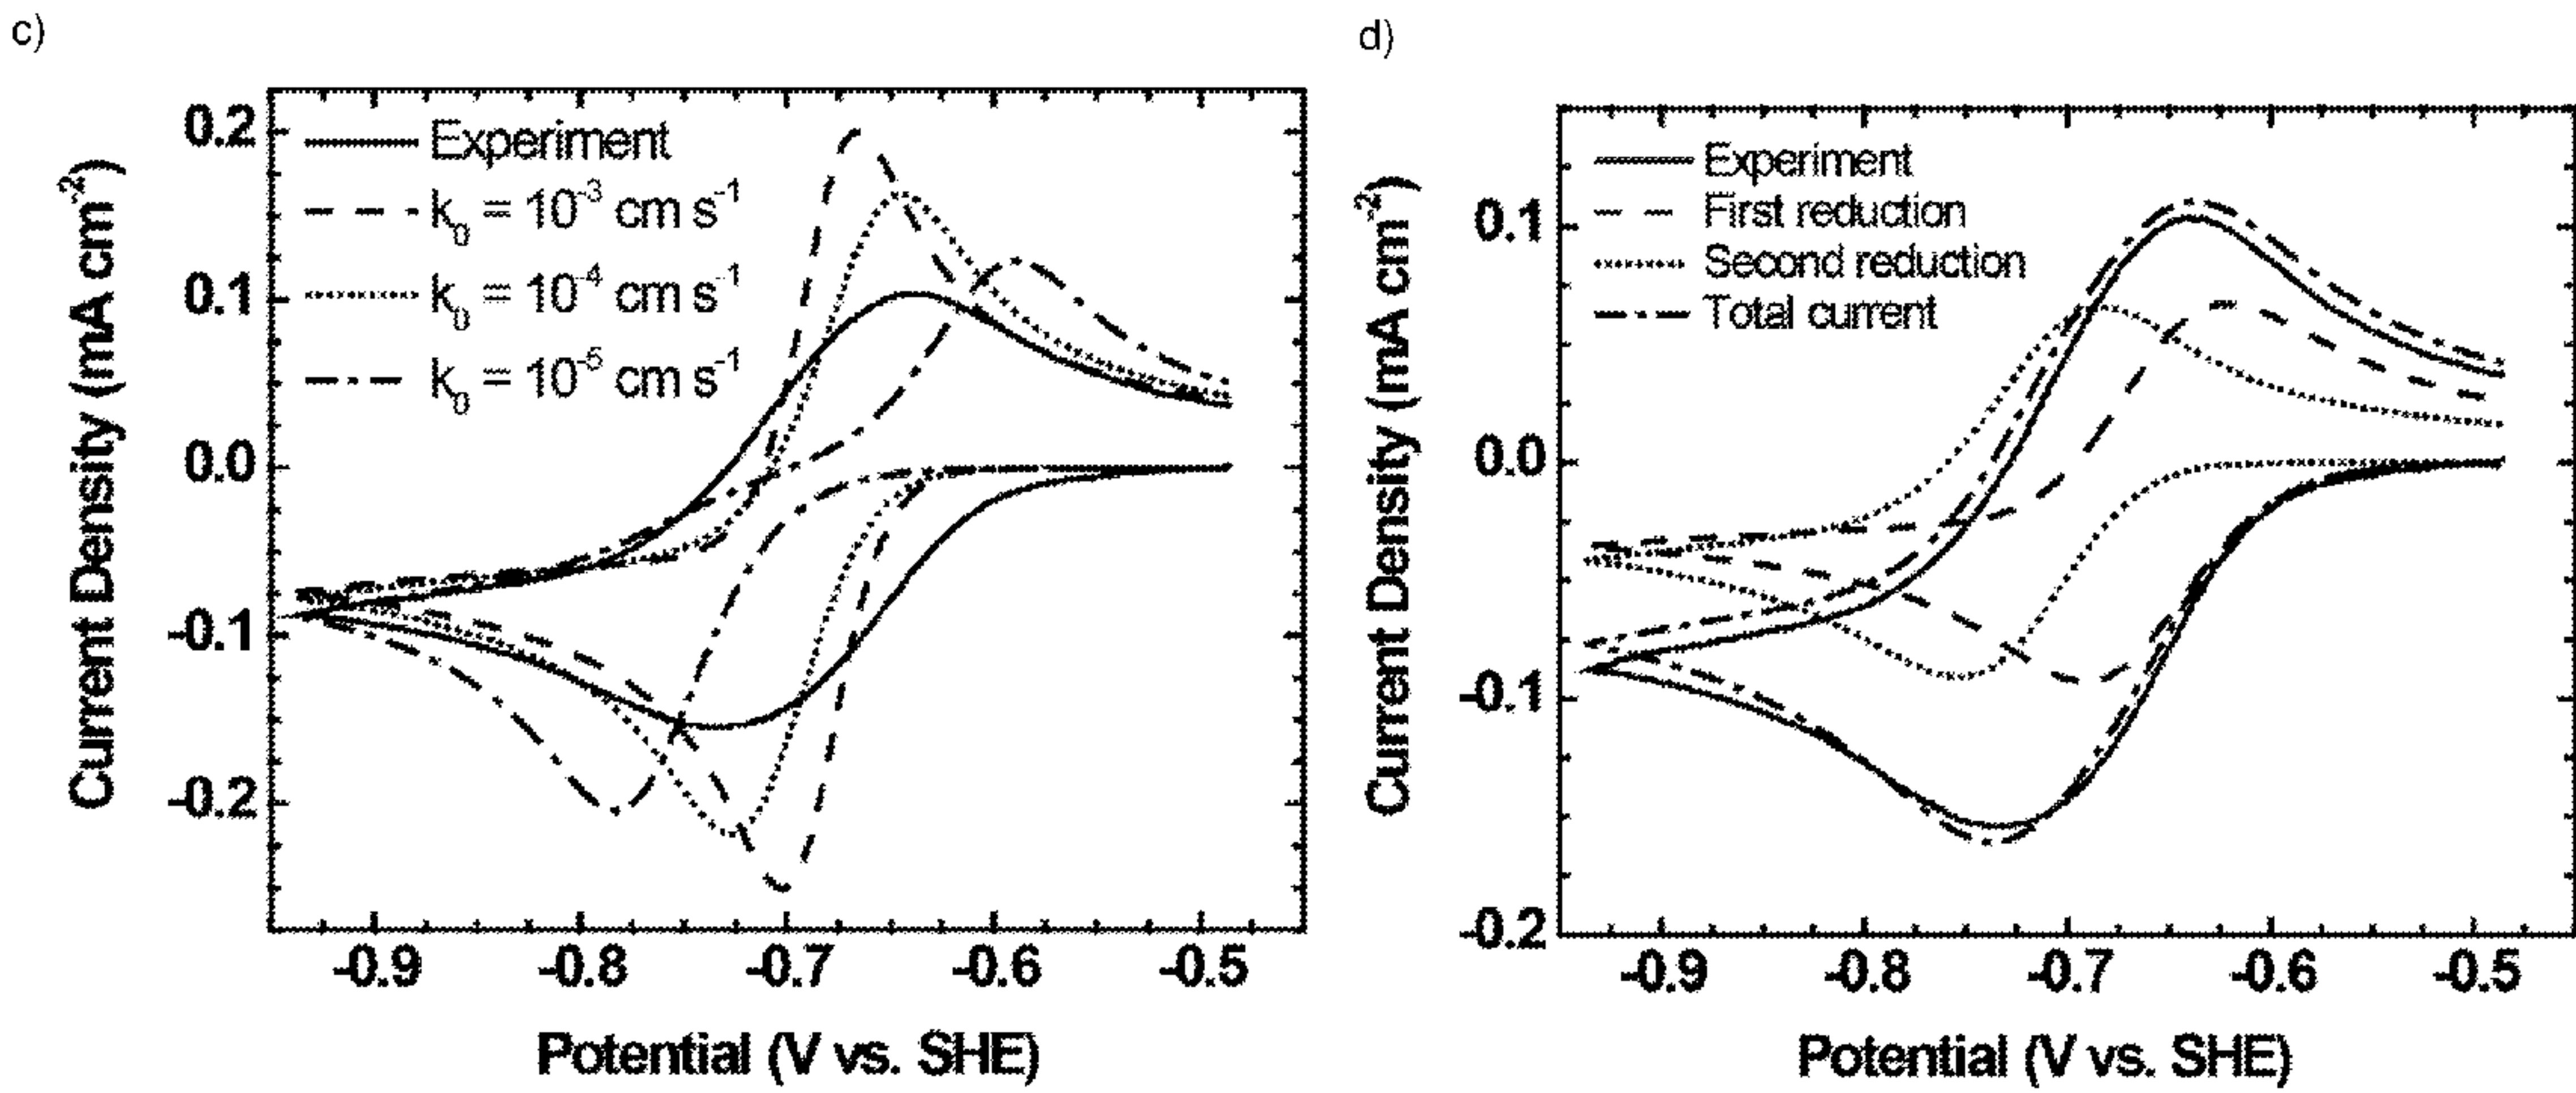 c)
0.2
0.1
0.0
-0.1
-0.2
Current Density (mA cm⁻²)
Experiment
k₀ = 10⁻³ cm s⁻¹
k₀ = 10⁻⁴ cm s⁻¹
k₀ = 10⁻⁵ cm s⁻¹
-0.9 -0.8 -0.7 -0.6 -0.5
Potential (V vs. SHE)
d)
0.1
0.0
-0.1
-0.2
Current Density (mA cm⁻²)
Experiment
First reduction
Second reduction
Total current
-0.9 -0.8 -0.7 -0.6 -0.5
Potential (V vs. SHE)